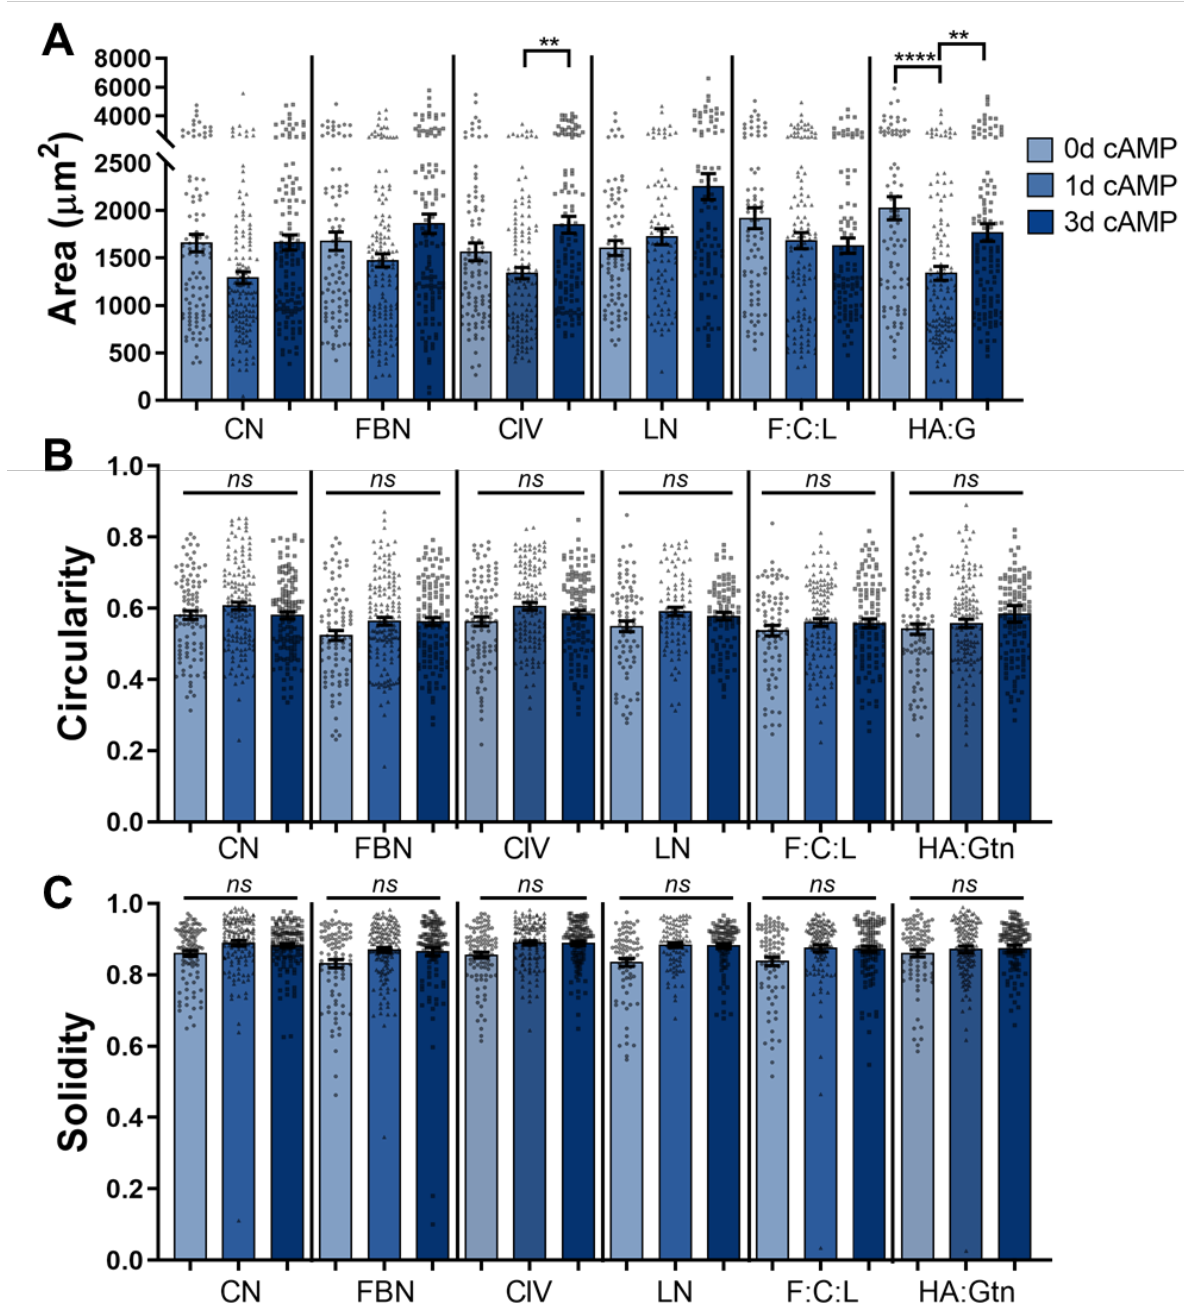 A
Area (μm2)
8000
6000
4000
2500
2000
1500
1000
500
0
**
****
**
0d cAMP
1d cAMP
3d cAMP
CN FBN CIV LN F:C:L HA:G
B
Circularity
1.0
0.8
0.6
0.4
0.2
0.0
ns ns ns ns ns ns
CN FBN CIV LN F:C:L HA:Gtn
C
Solidity
1.0
0.8
0.6
0.4
0.2
0.0
ns ns ns ns ns ns
CN FBN CIV LN F:C:L HA:Gtn